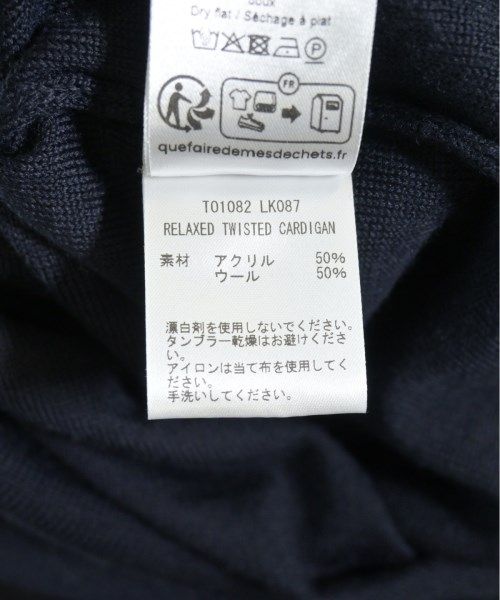 doux
Dry flat / Séchage à plat
P
FR
quefairedemesdechets.fr
T01082 LK087
RELAXED TWISTED CARDIGAN
素材 アクリル 50%
ウール 50%
漂白剤を使用しないでください。
タンブラー乾燥はお避けくださ
い。
アイロンは当て布を使用してく
ださい。
手洗いしてください。